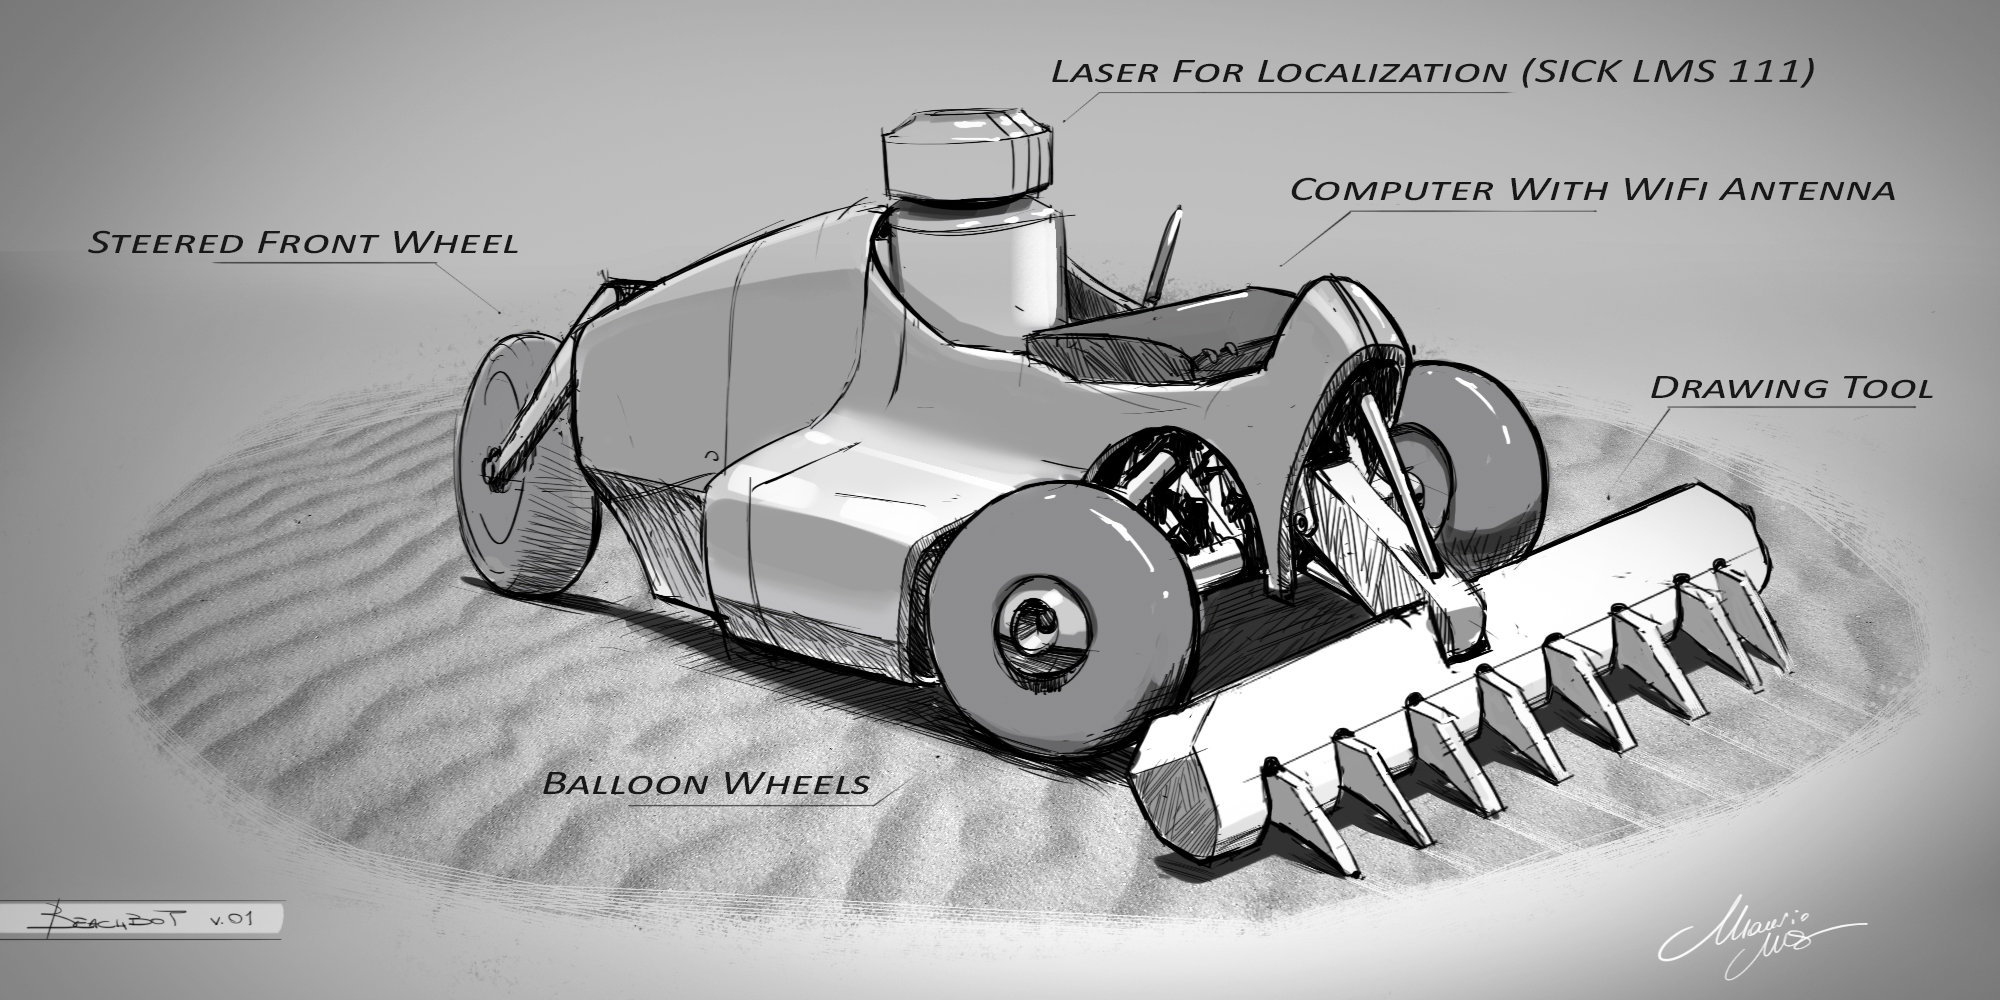 LASER FOR LOCALIZATION (SICK LMS 111)
COMPUTER WITH WIFI ANTENNA
STEERED FRONT WHEEL
DRAWING TOOL
BALLOON WHEELS
BEACHBOT v.01